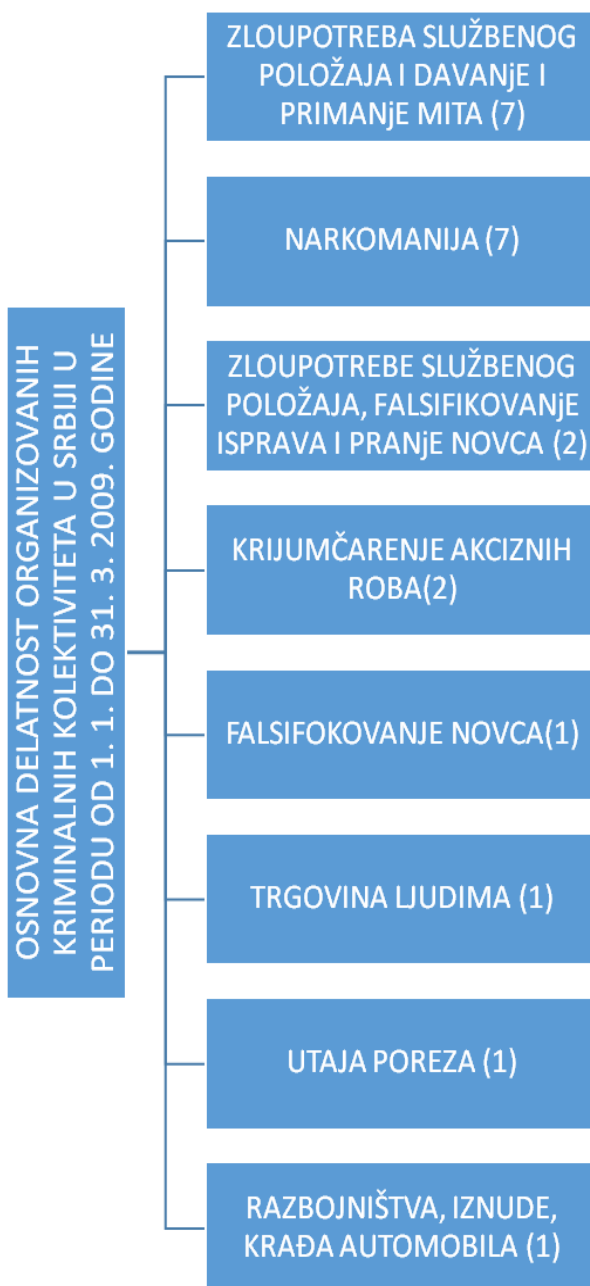 OSNOVNA DELATNOST ORGANIZOVANIH
KRIMINALNIH KOLEKTIVITETA U SRBIJI U
PERIODU OD 1. 1. DO 31. 3. 2009. GODINE
ZLOUPOTREBA SLUŽBENOG
POLOŽAJA I DAVANjE I
PRIMANjE MITA (7)
NARKOMANIJA (7)
ZLOUPOTREBE SLUŽBENOG
POLOŽAJA, FALSIFIKOVANjE
ISPRAVA I PRANjE NOVCA (2)
KRIJUMČARENJE AKCIZNIH
ROBA(2)
FALSIFOKOVANJE NOVCA(1)
TRGOVINA LJUDIMA (1)
UTAJA POREZA (1)
RAZBOJNIŠTVA, IZNUDE,
KRAĐA AUTOMOBILA (1)